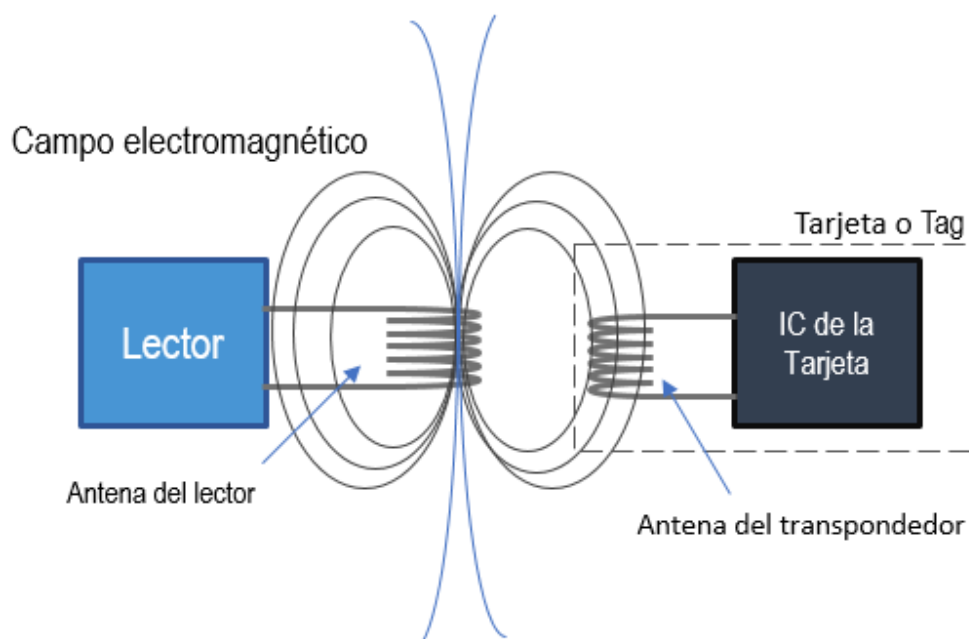 Campo electromagnético
Tarjeta o Tag
Lector
IC de la
Tarjeta
Antena del lector
Antena del transpondedor